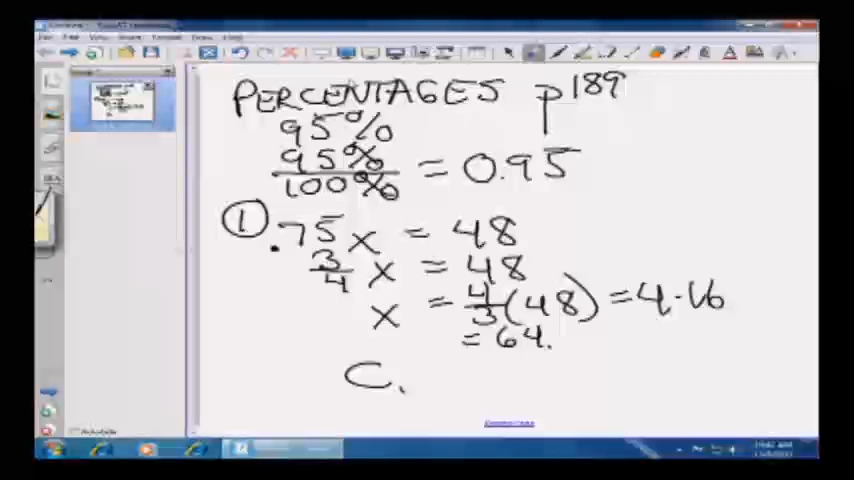 PERCENTAGES p189
95%
95%
100% = 0.95
① .75x = 48
3/4 x = 48
x = 4/3 (48) = 4·16
= 64.
C.